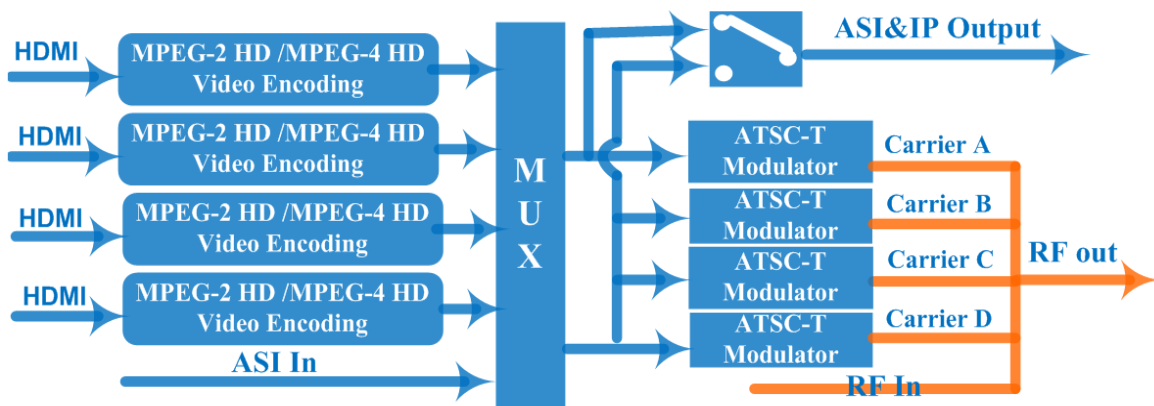 HDMI
MPEG-2 HD /MPEG-4 HD
Video Encoding
HDMI
MPEG-2 HD /MPEG-4 HD
Video Encoding
HDMI
MPEG-2 HD /MPEG-4 HD
Video Encoding
HDMI
MPEG-2 HD /MPEG-4 HD
Video Encoding
ASI In
M
U
X
ASI&IP Output
ATSC-T
Modulator
Carrier A
ATSC-T
Modulator
Carrier B
ATSC-T
Modulator
Carrier C
ATSC-T
Modulator
Carrier D
RF out
RF In